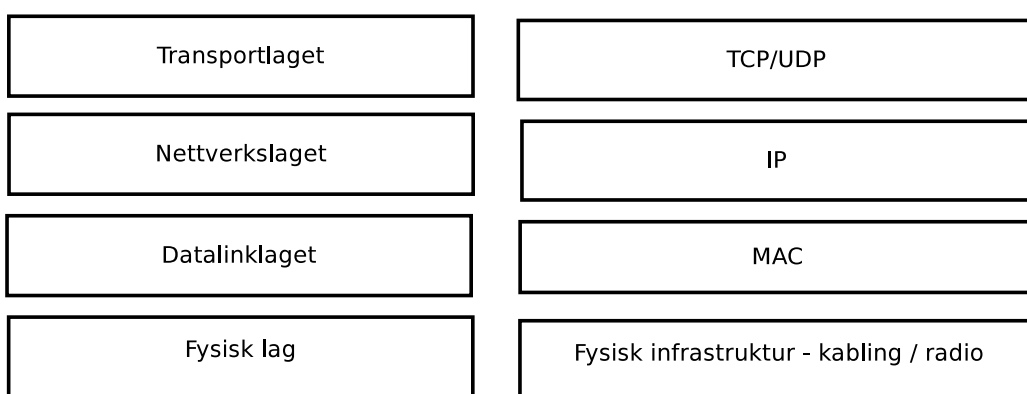 Transportlaget
TCP/UDP
Nettverkslaget
IP
Datalinklaget
MAC
Fysisk lag
Fysisk infrastruktur - kabling / radio